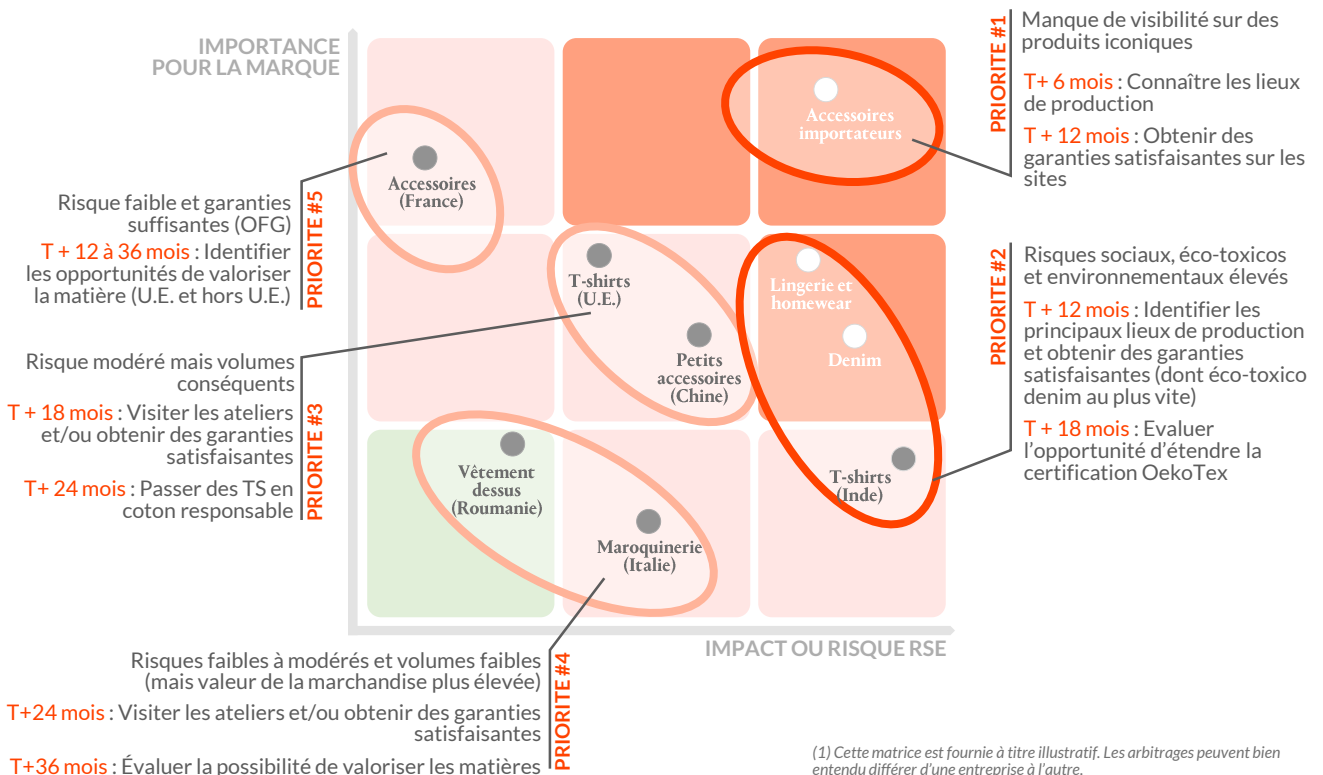 IMPORTANCE
POUR LA MARQUE
Accessoires
importateurs
Accessoires
(France)
T-shirts
(U.E.)
Petits
accessoires
(Chine)
Lingerie et
homewear
Denim
T-shirts
(Inde)
Vêtement
dessus
(Roumanie)
Maroquinerie
(Italie)
IMPACT OU RISQUE RSE
PRIORITE #1
Manque de visibilité sur des
produits iconiques
T+ 6 mois : Connaître les lieux
de production
T + 12 mois : Obtenir des
garanties satisfaisantes sur les
sites
PRIORITE #2
Risques sociaux, éco-toxicos
et environnementaux élevés
T + 12 mois : Identifier les
principaux lieux de production
et obtenir des garanties
satisfaisantes (dont éco-toxico
denim au plus vite)
T + 18 mois : Evaluer
l’opportunité d’étendre la
certification OekoTex
Risque faible et garanties
suffisantes (OFG)
T + 12 à 36 mois : Identifier
les opportunités de valoriser
la matière (U.E. et hors U.E.)
PRIORITE #5
Risque modéré mais volumes
conséquents
T + 18 mois : Visiter les ateliers
et/ou obtenir des garanties
satisfaisantes
T+ 24 mois : Passer des TS en
coton responsable
PRIORITE #3
Risques faibles à modérés et volumes faibles
(mais valeur de la marchandise plus élevée)
T+24 mois : Visiter les ateliers et/ou obtenir des garanties
satisfaisantes
T+36 mois : Évaluer la possibilité de valoriser les matières
PRIORITE #4
(1) Cette matrice est fournie à titre illustratif. Les arbitrages peuvent bien
entendu différer d’une entreprise à l’autre.